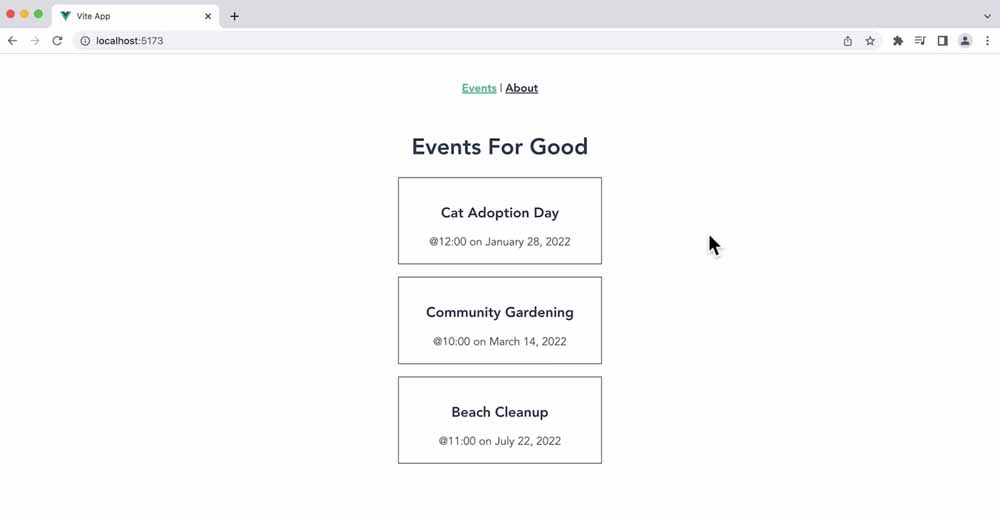 Vite App
localhost:5173
Events | About
Events For Good
Cat Adoption Day
@12:00 on January 28, 2022
Community Gardening
@10:00 on March 14, 2022
Beach Cleanup
@11:00 on July 22, 2022